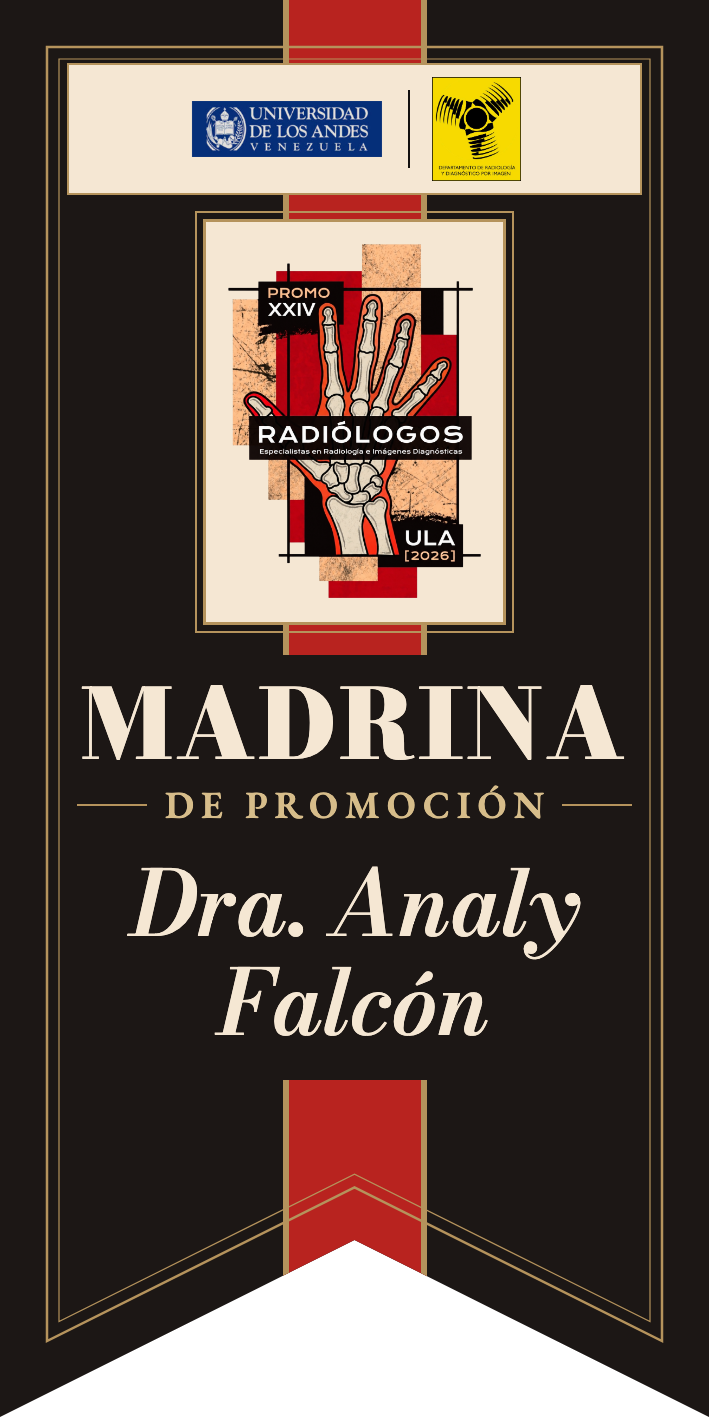 UNIVERSIDAD
DE LOS ANDES
VENEZUELA
DEPARTAMENTO DE RADIOLOGÍA
Y DIAGNÓSTICO POR IMAGEN
PROMO
XXIV
RADIÓLOGOS
Especialistas en Radiología e Imágenes Diagnósticas
ULA
[2026]
MADRINA
DE PROMOCIÓN
Dra. Analy
Falcón